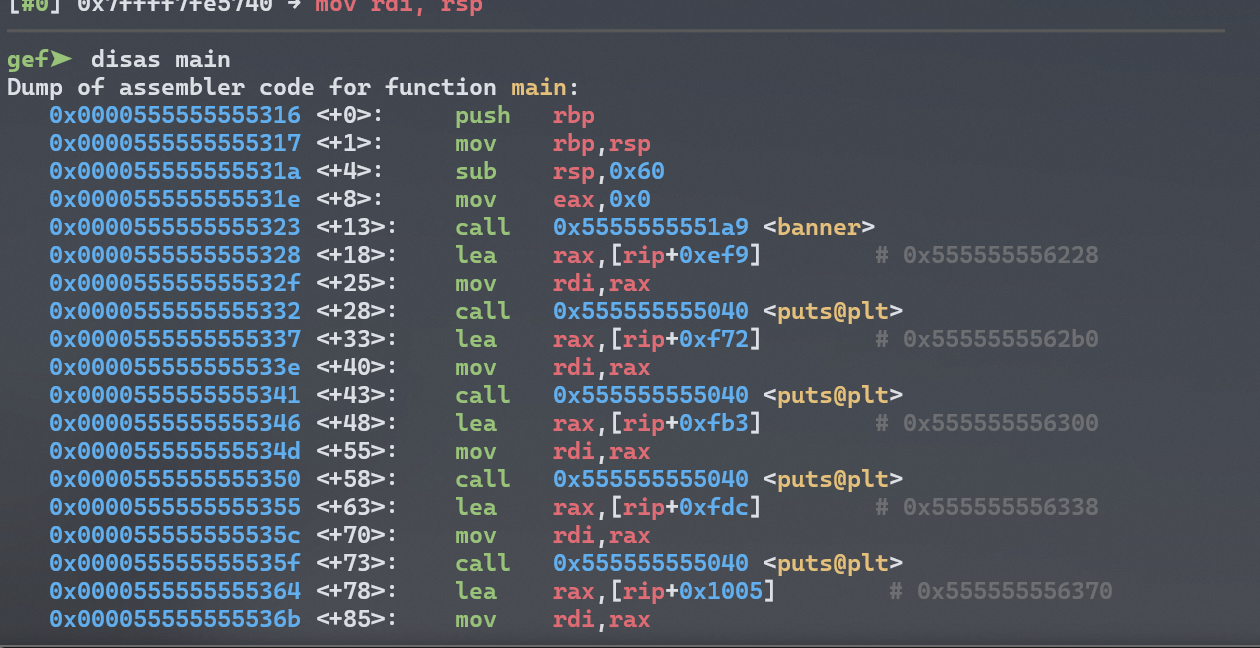 [#0] 0x7ffff7fe5740 → mov rdi, rsp
gef➤  disas main
Dump of assembler code for function main:
   0x0000555555555316 <+0>:     push   rbp
   0x0000555555555317 <+1>:     mov    rbp,rsp
   0x000055555555531a <+4>:     sub    rsp,0x60
   0x000055555555531e <+8>:     mov    eax,0x0
   0x0000555555555323 <+13>:    call   0x5555555551a9 <banner>
   0x0000555555555328 <+18>:    lea    rax,[rip+0xef9]        # 0x555555556228
   0x000055555555532f <+25>:    mov    rdi,rax
   0x0000555555555332 <+28>:    call   0x555555555040 <puts@plt>
   0x0000555555555337 <+33>:    lea    rax,[rip+0xf72]        # 0x5555555562b0
   0x000055555555533e <+40>:    mov    rdi,rax
   0x0000555555555341 <+43>:    call   0x555555555040 <puts@plt>
   0x0000555555555346 <+48>:    lea    rax,[rip+0xfb3]        # 0x555555556300
   0x000055555555534d <+55>:    mov    rdi,rax
   0x0000555555555350 <+58>:    call   0x555555555040 <puts@plt>
   0x0000555555555355 <+63>:    lea    rax,[rip+0xfdc]        # 0x555555556338
   0x000055555555535c <+70>:    mov    rdi,rax
   0x000055555555535f <+73>:    call   0x555555555040 <puts@plt>
   0x0000555555555364 <+78>:    lea    rax,[rip+0x1005]        # 0x555555556370
   0x000055555555536b <+85>:    mov    rdi,rax